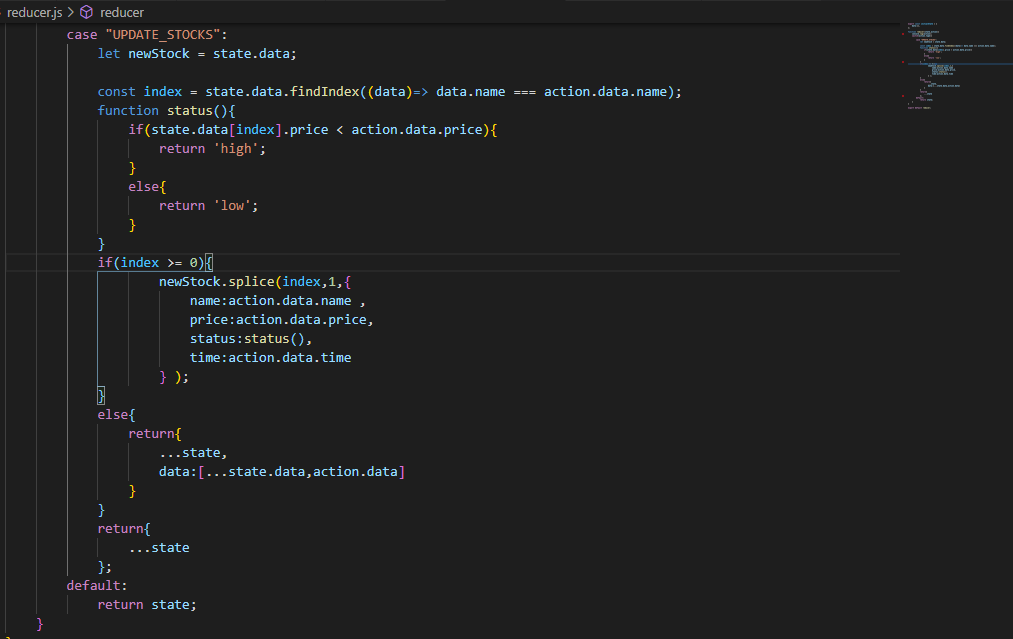 reducer.js > reducer
case "UPDATE_STOCKS":
let newStock = state.data;
const index = state.data.findIndex((data)=> data.name === action.data.name);
function status(){
if(state.data[index].price < action.data.price){
return 'high';
}
else{
return 'low';
}
}
if(index >= 0){
newStock.splice(index,1,{
name:action.data.name ,
price:action.data.price,
status:status(),
time:action.data.time
} );
}
else{
return{
...state,
data:[...state.data,action.data]
}
}
return{
...state
};
default:
return state;
}